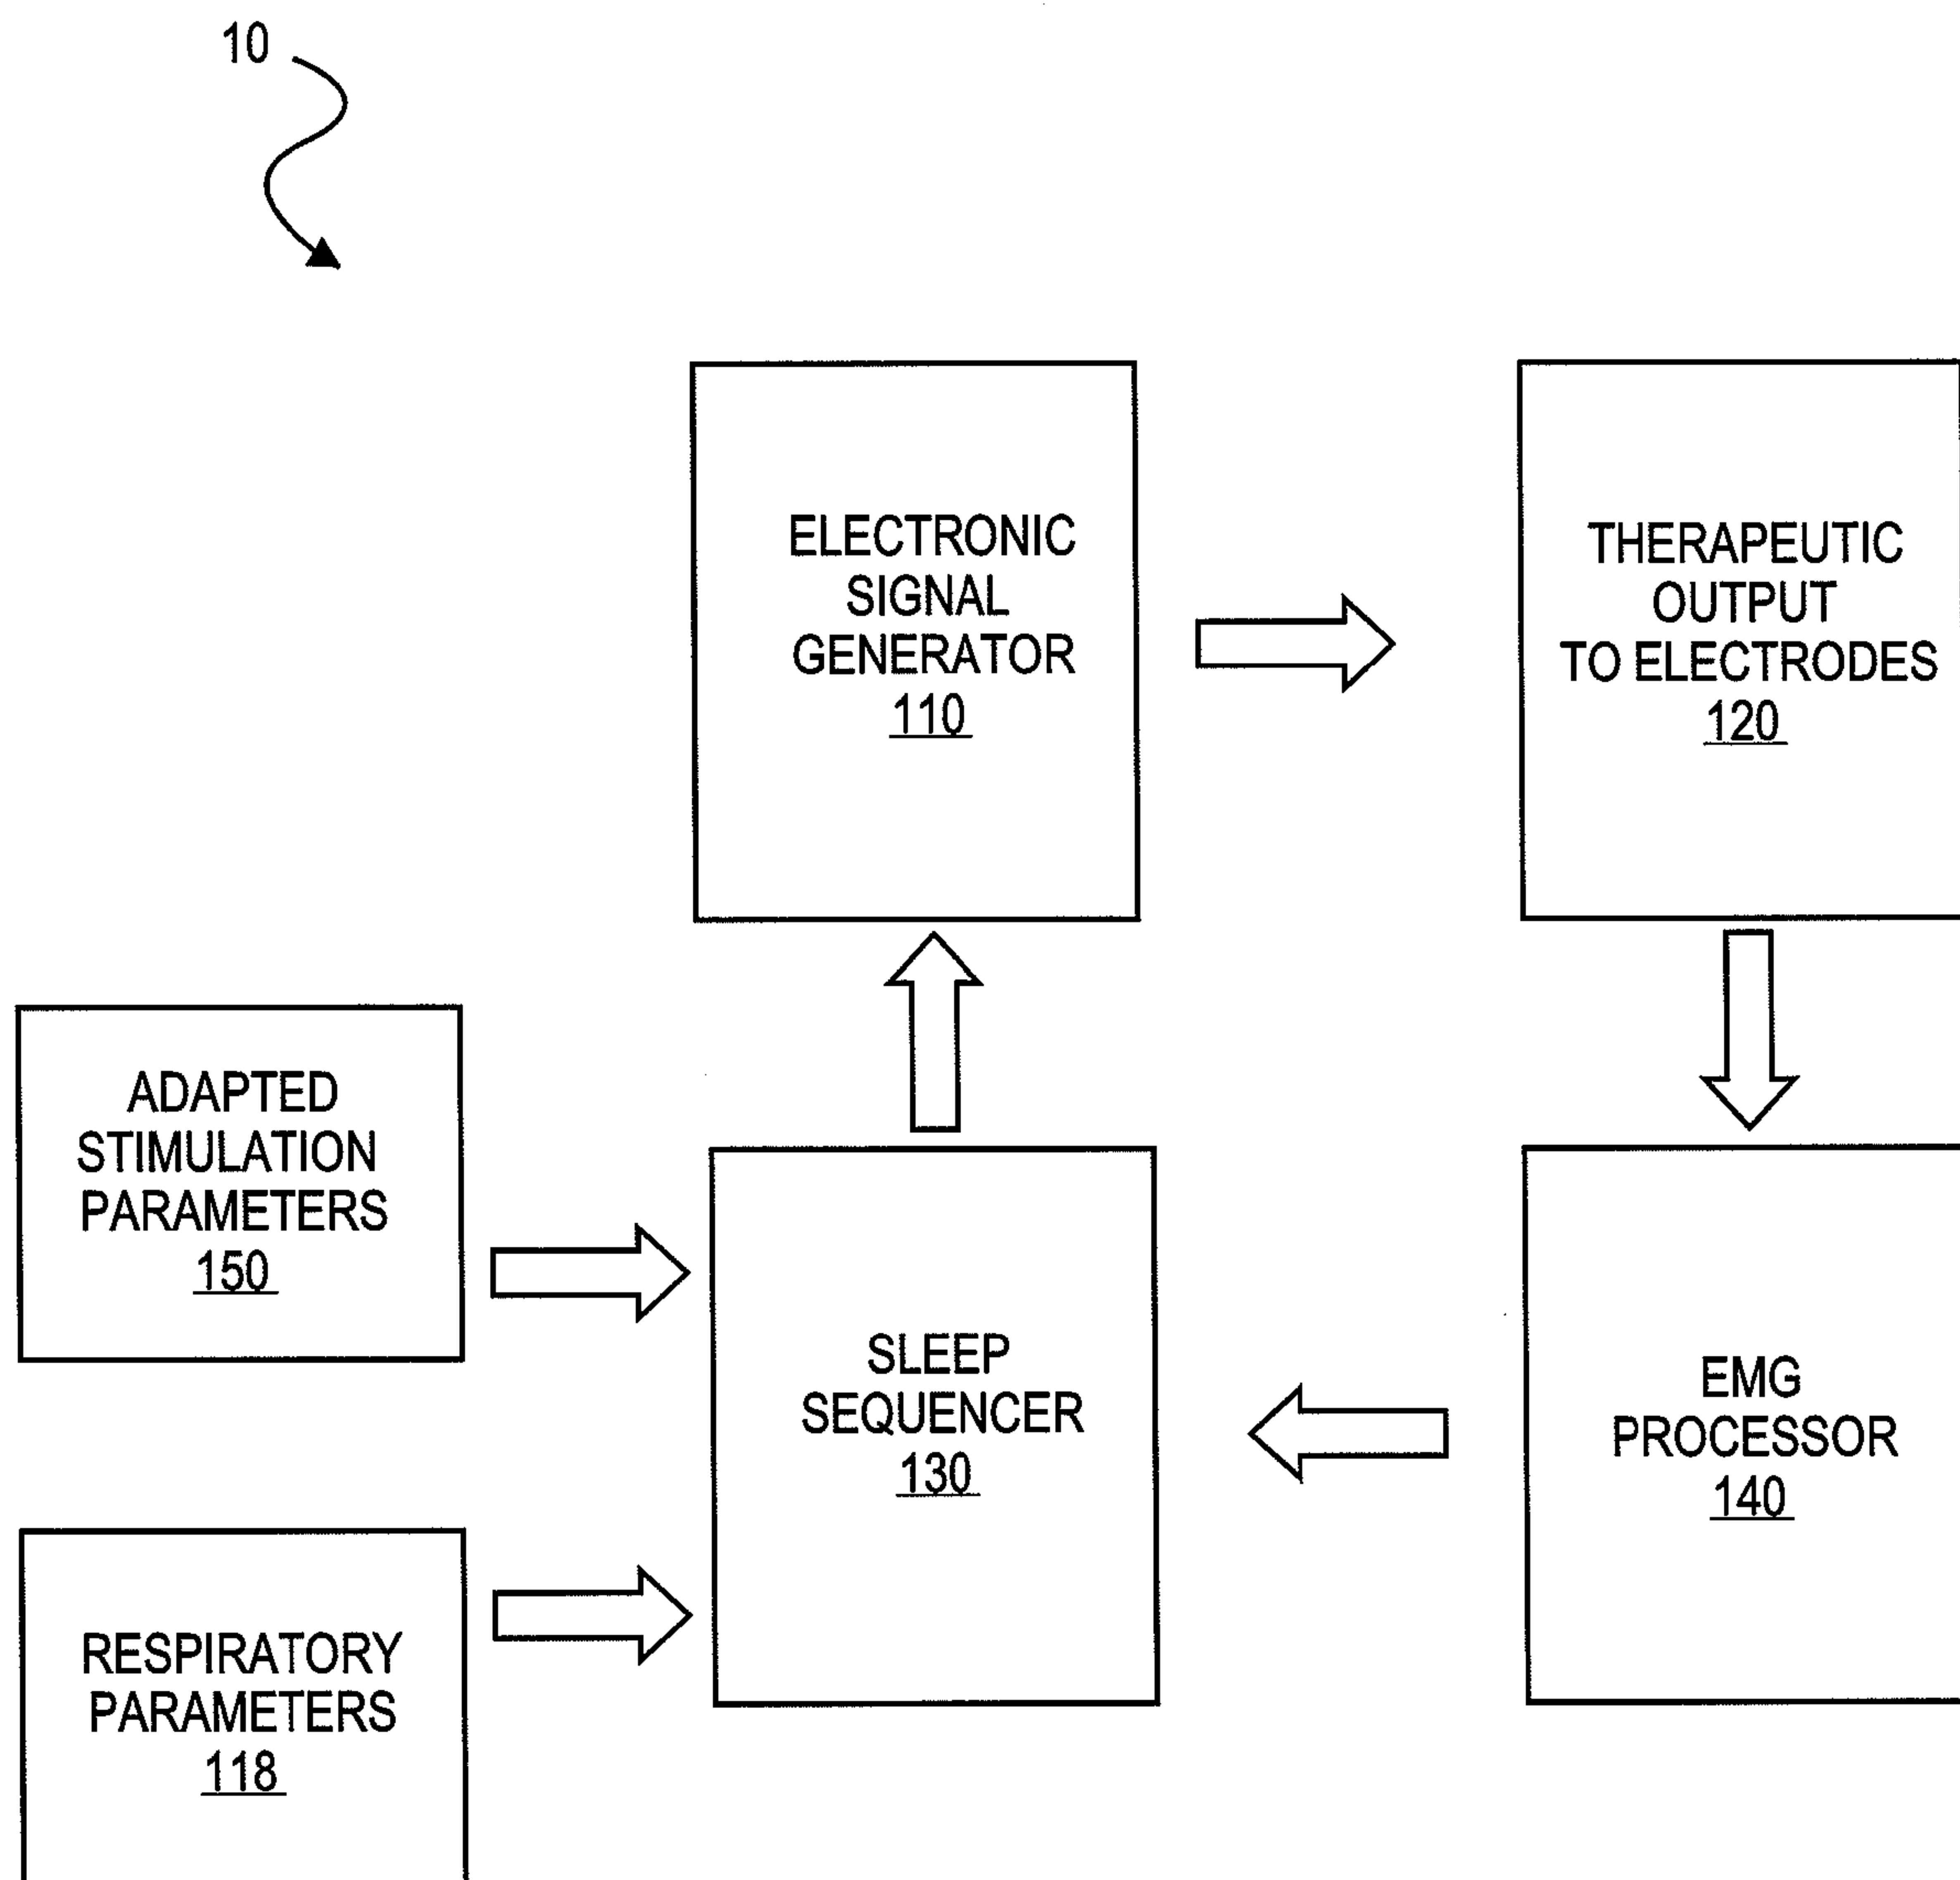 10
ELECTRONIC
SIGNAL
GENERATOR
110
THERAPEUTIC
OUTPUT
TO ELECTRODES
120
ADAPTED
STIMULATION
PARAMETERS
150
SLEEP
SEQUENCER
130
EMG
PROCESSOR
140
RESPIRATORY
PARAMETERS
118